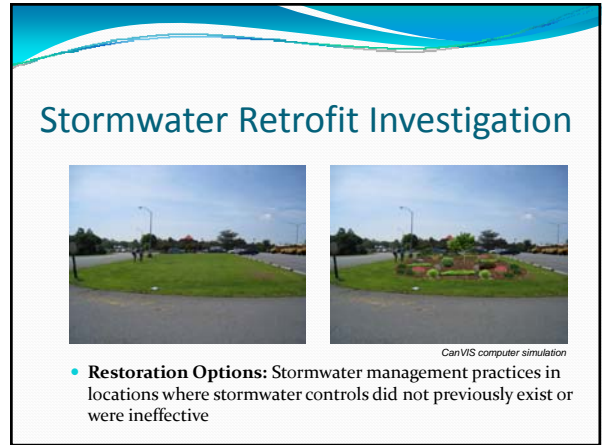 Stormwater Retrofit Investigation
CanVIS computer simulation
• Restoration Options: Stormwater management practices in
locations where stormwater controls did not previously exist or
were ineffective